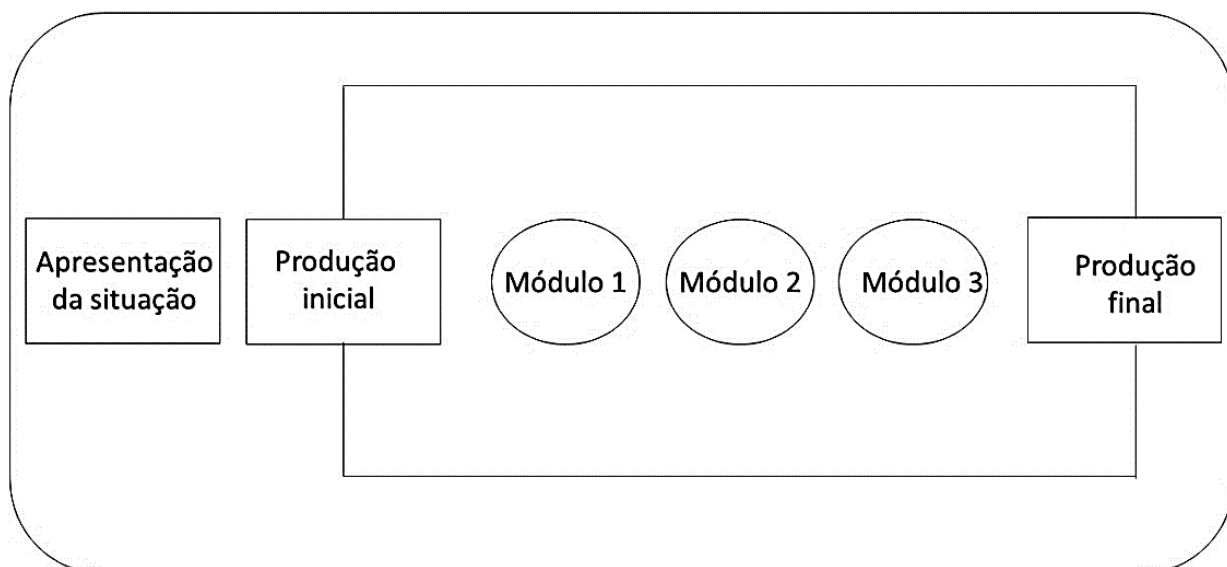 Apresentação
da situação
Produção
inicial
Módulo 1
Módulo 2
Módulo 3
Produção
final